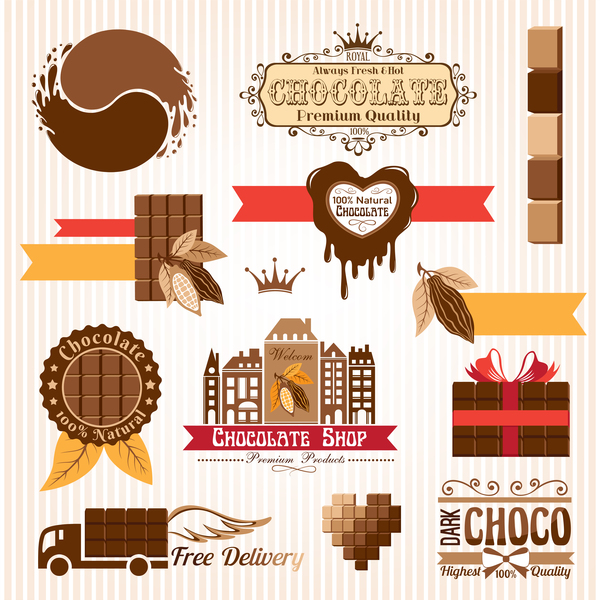 ROYAL
Always Fresh & Hot
CHOCOLATE
Premium Quality
100%
100% Natural
CHOCOLATE
Chocolate
100% Natural
Welcom
CHOCOLATE SHOP
Premium Products
Free Delivery
DARK
CHOCO
Highest 100% Quality